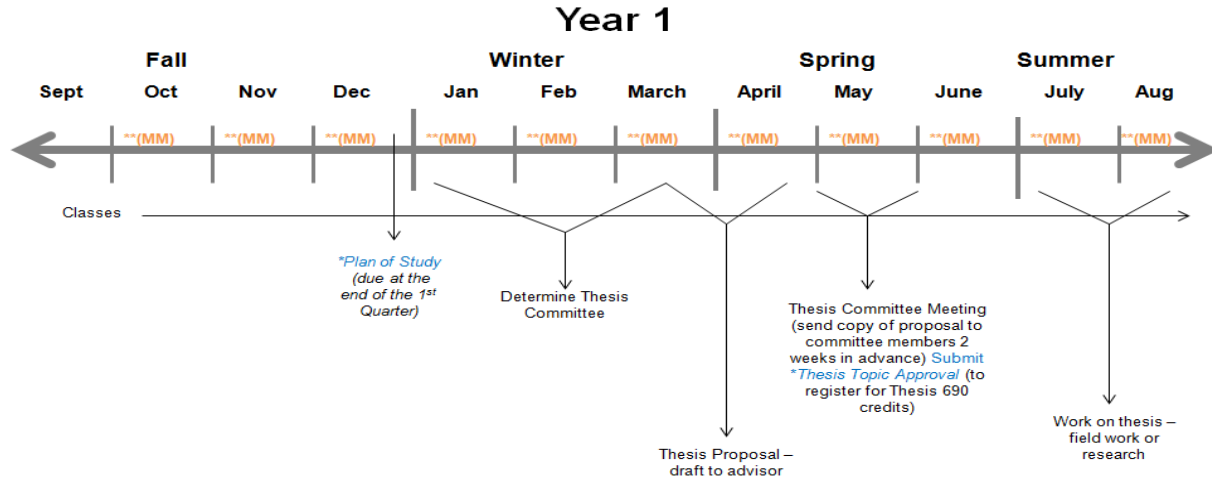 Year 1
Fall Winter Spring Summer
Sept Oct Nov Dec Jan Feb March April May June July Aug
**(MM) **(MM) **(MM) **(MM) **(MM) **(MM) **(MM) **(MM) **(MM) **(MM) **(MM)
Classes
*Plan of Study
(due at the
end of the 1st
Quarter)
Determine Thesis
Committee
Thesis Committee Meeting
(send copy of proposal to
committee members 2
weeks in advance) Submit
*Thesis Topic Approval (to
register for Thesis 690
credits)
Thesis Proposal –
draft to advisor
Work on thesis –
field work or
research